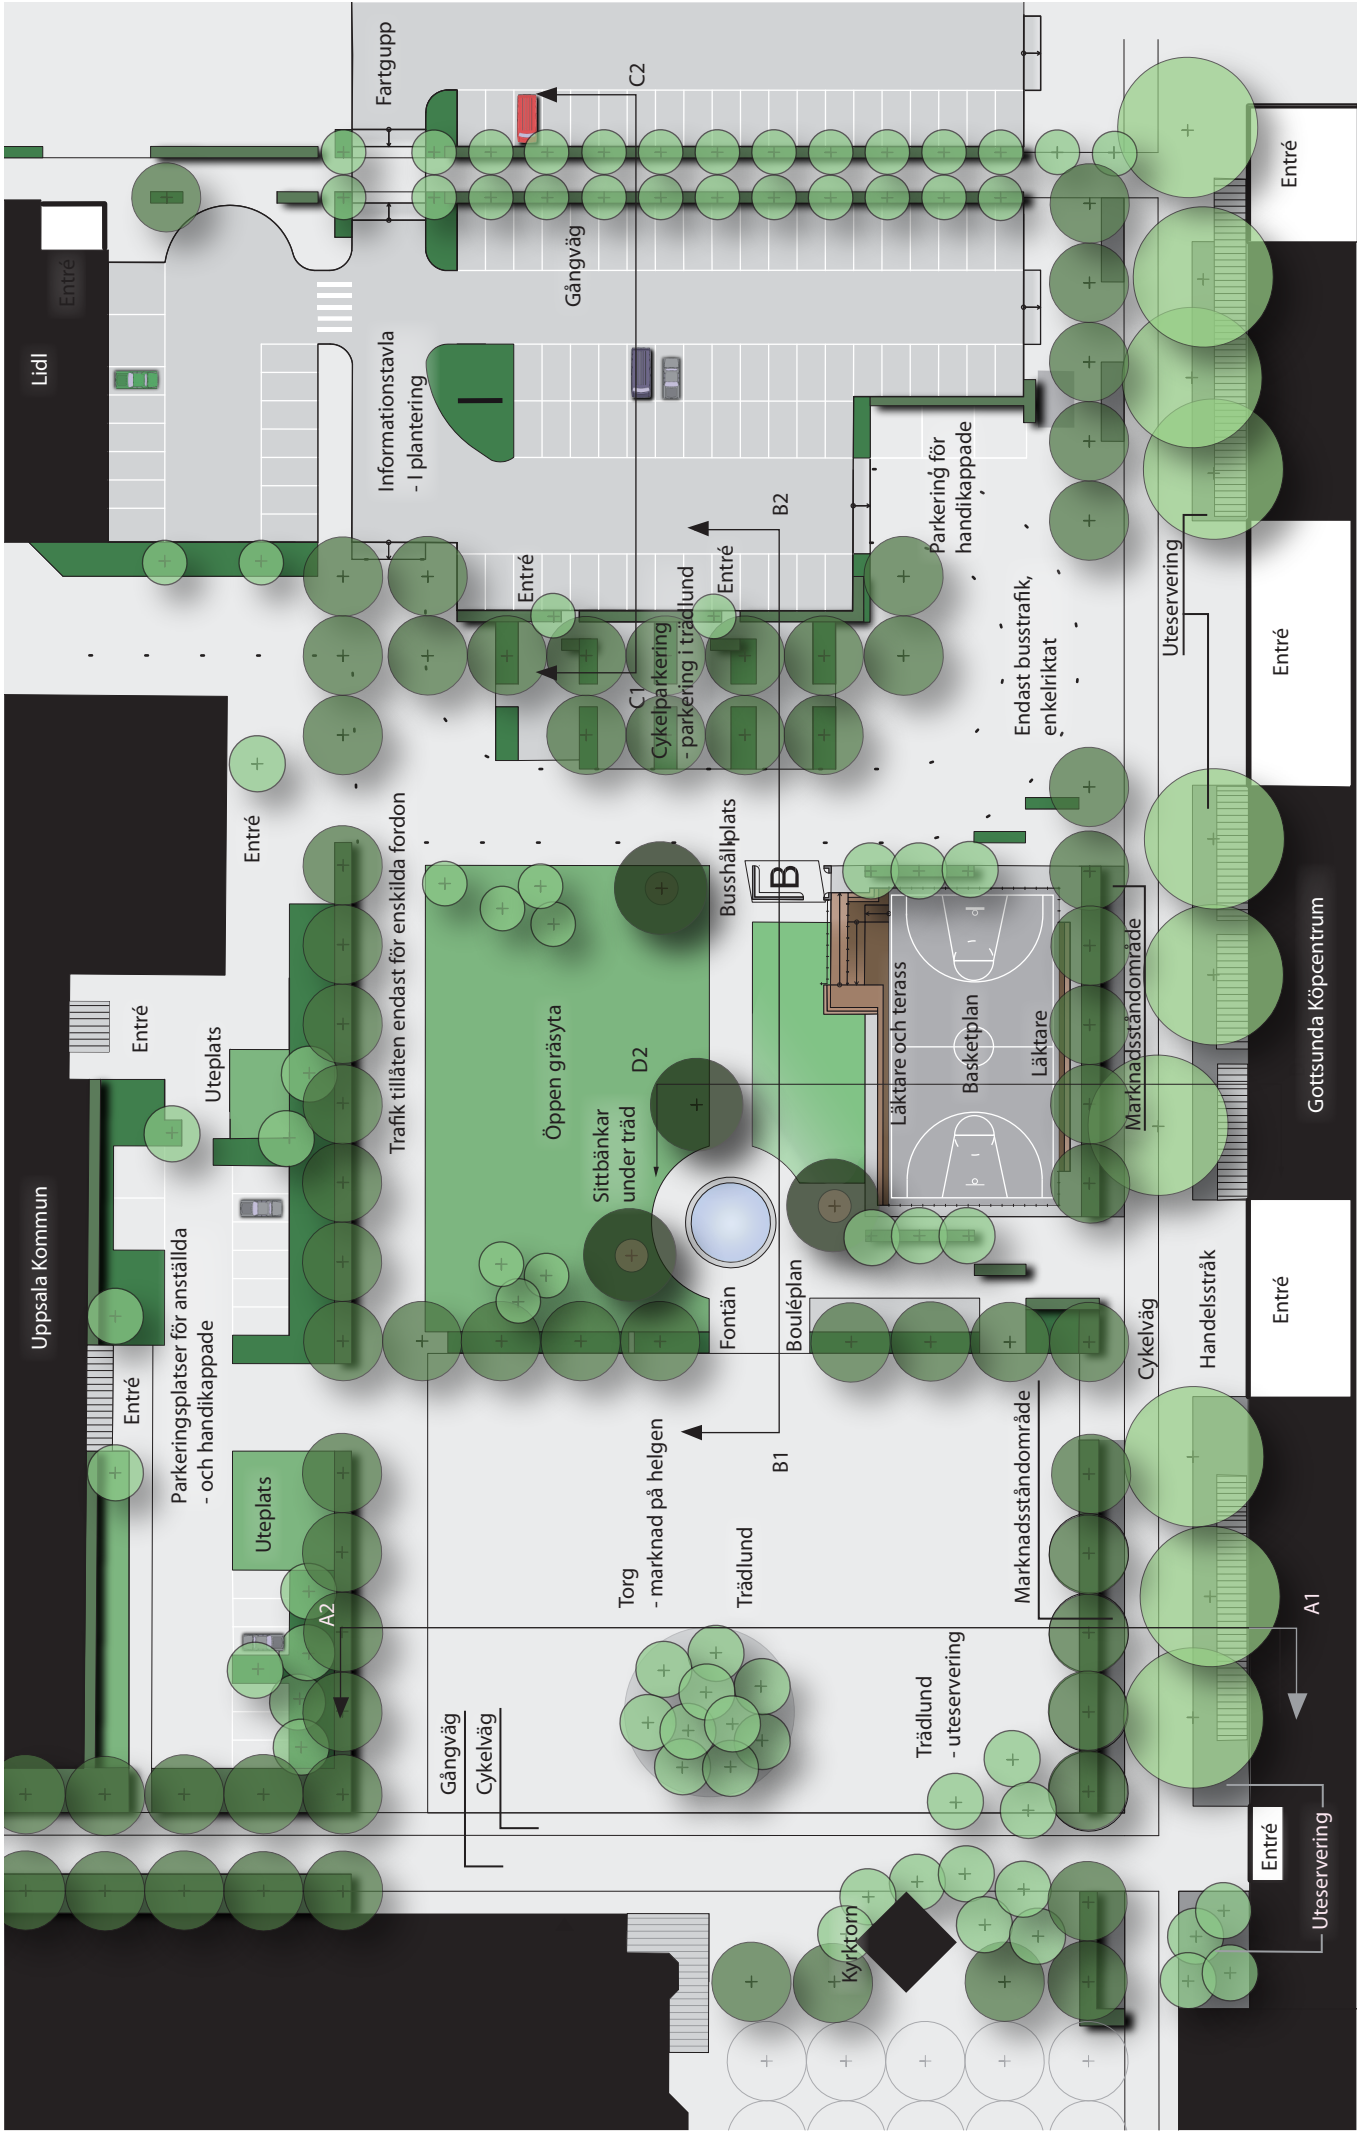 Fartgupp
C2
Entré
Entré
Lidl
Gångväg
Informationstavla
- I plantering
I
B2
Parkering för
handikappade
Entré
Entré
Uteservering
Cykelparkering
- parkering i trädlund
C1
Endast busstrafik,
enkelriktat
Entré
Entré
Trafik tillåten endast för enskilda fordon
Busshållplats
B
Entré
Uteplats
Öppen gräsyta
D2
Sittbänkar
under träd
Läktare och terass
Basketplan
Läktare
Marknadsståndområde
Gottsunda Köpcentrum
Uppsala Kommun
Parkeringsplatser för anställda
- och handikappade
Entré
Fontän
Bouléplan
Cykelväg
Handelsstråk
Entré
Uteplats
B1
Torg
- marknad på helgen
Trädlund
Marknadsståndområde
A2
A1
Gångväg
Cykelväg
Trädlund
- uteservering
Entré
Uteservering
Kyrktorn